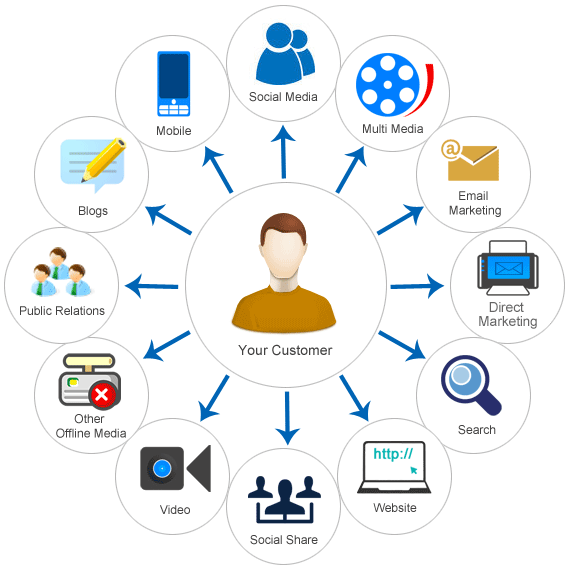 Social Media
Multi Media
@
Email
Marketing
Direct
Marketing
Search
http://
Website
Social Share
Video
Other
Offline Media
Public Relations
Blogs
Mobile
Your Customer